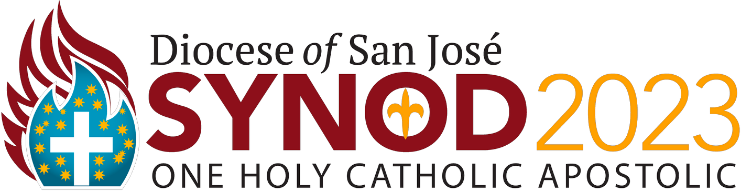 Diocese of San José
SYNOD 2023
ONE HOLY CATHOLIC APOSTOLIC